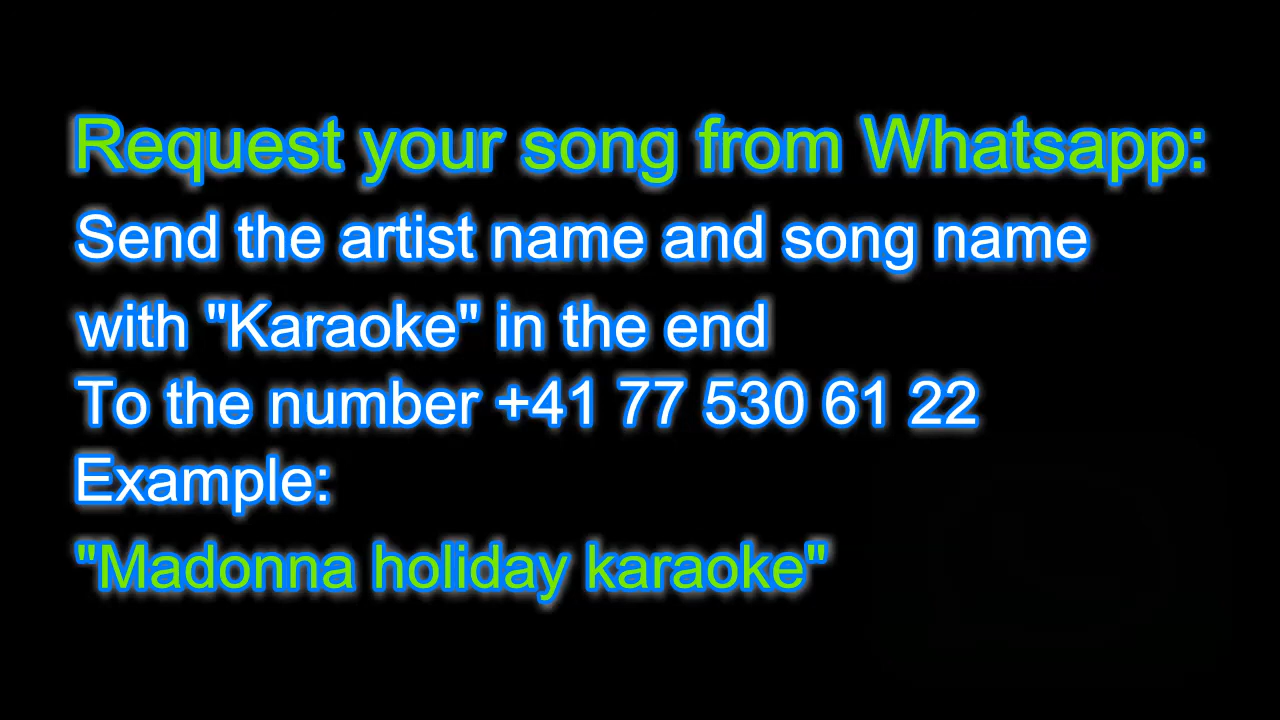 Request your song from Whatsapp:
Send the artist name and song name
with "Karaoke" in the end
To the number +41 77 530 61 22
Example:
"Madonna holiday karaoke"